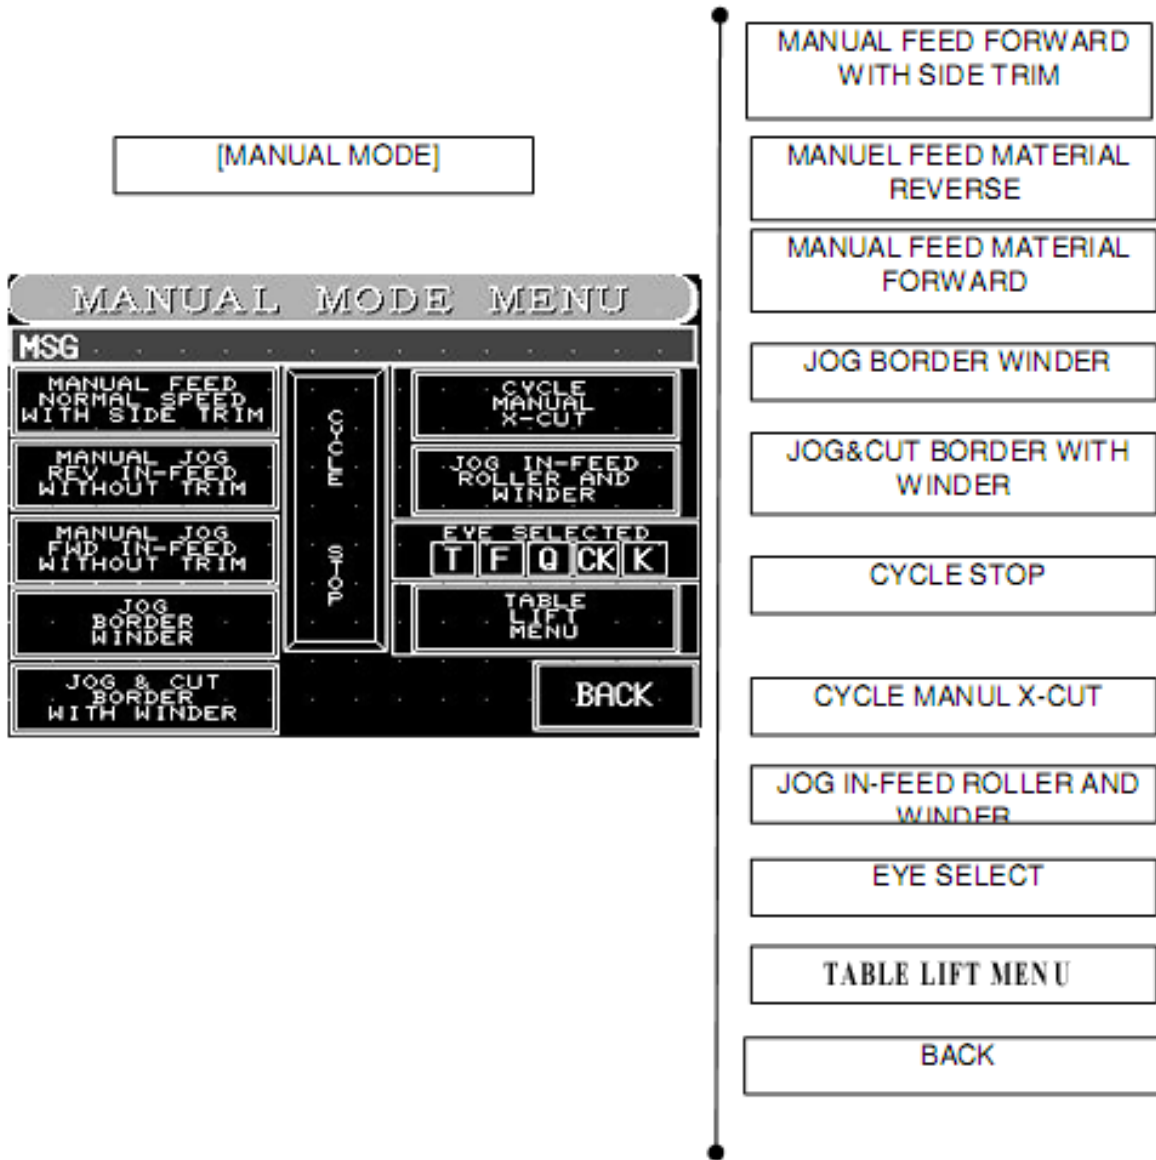 [MANUAL MODE]
MANUAL MODE MENU
MSG
MANUAL FEED
NORMAL SPEED
WITH SIDE TRIM
MANUAL JOG
REV IN-FEED
WITHOUT TRIM
MANUAL JOG
FWD IN-FEED
WITHOUT TRIM
JOG
BORDER
WINDER
JOG & CUT
BORDER
WITH WINDER
CYCLE STOP
CYCLE
MANUAL
X-CUT
JOG IN-FEED
ROLLER AND
WINDER
EYE SELECTED
T F Q CK K
TABLE
LIFT
MENU
BACK
MANUAL FEED FORWARD
WITH SIDE TRIM
MANUEL FEED MATERIAL
REVERSE
MANUAL FEED MATERIAL
FORWARD
JOG BORDER WINDER
JOG&CUT BORDER WITH
WINDER
CYCLE STOP
CYCLE MANUL X-CUT
JOG IN-FEED ROLLER AND
WINDER
EYE SELECT
TABLE LIFT MENU
BACK